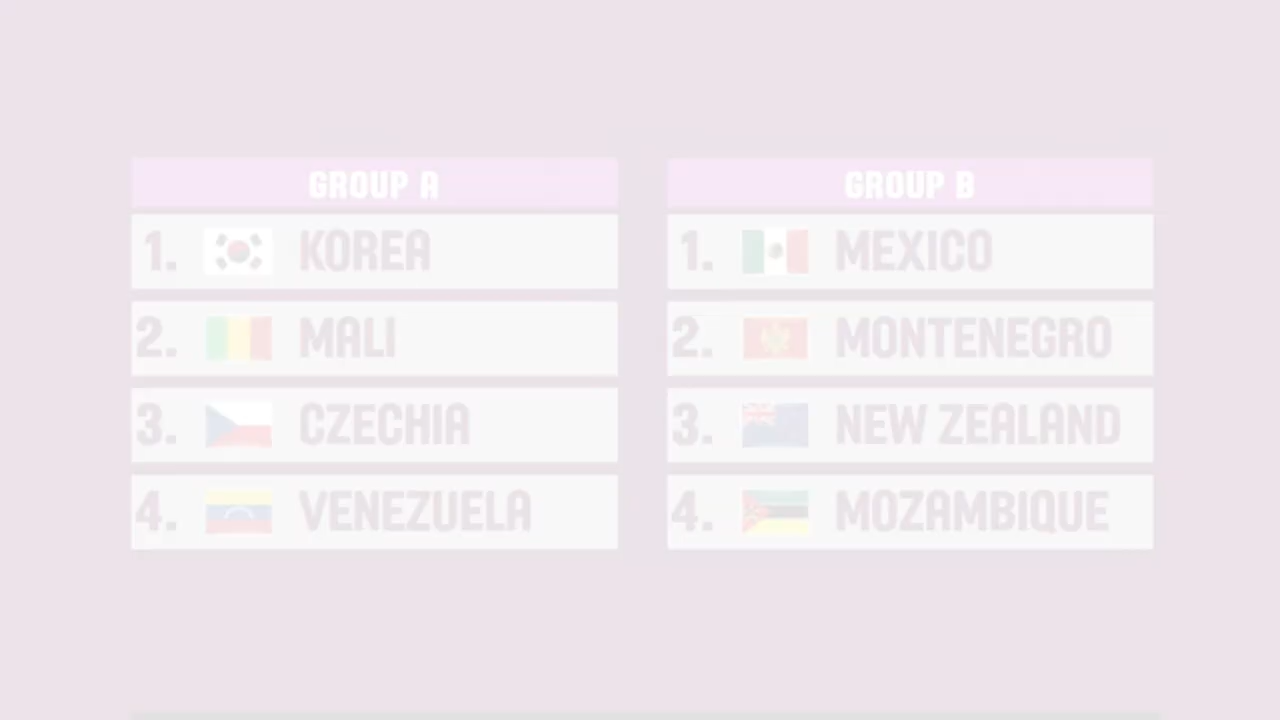 GROUP A
1. KOREA
2. MALI
3. CZECHIA
4. VENEZUELA
GROUP B
1. MEXICO
2. MONTENEGRO
3. NEW ZEALAND
4. MOZAMBIQUE